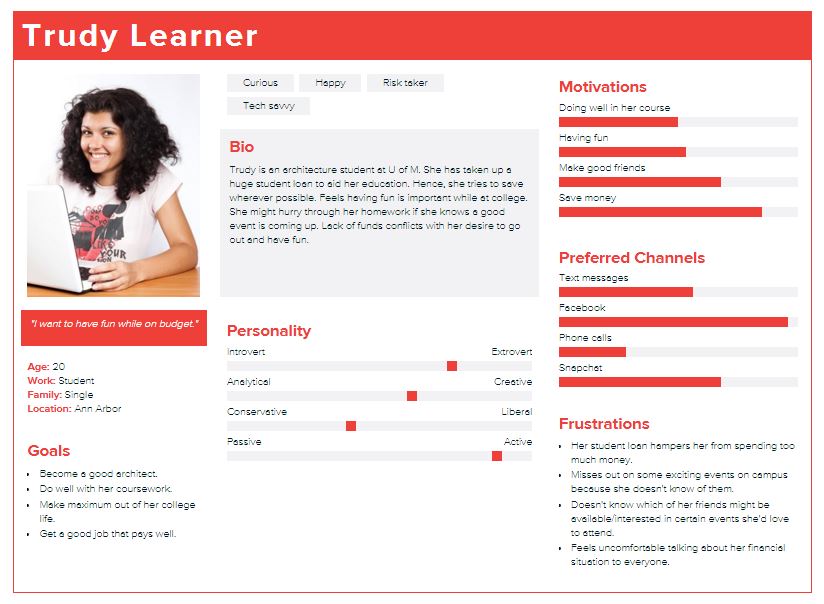 Trudy Learner
Curious
Happy
Risk taker
Tech savvy
Bio
Trudy is an architecture student at U of M. She has taken up a
huge student loan to aid her education. Hence, she tries to save
wherever possible. Feels having fun is important while at college.
She might hurry through her homework if she knows a good
event is coming up. Lack of funds conflicts with her desire to go
out and have fun.
"I want to have fun while on budget."
Age: 20
Work: Student
Family: Single
Location: Ann Arbor
Goals
• Become a good architect.
• Do well with her coursework.
• Make maximum out of her college
life.
• Get a good job that pays well.
Personality
Introvert Extrovert
Analytical Creative
Conservative Liberal
Passive Active
Motivations
Doing well in her course
Having fun
Make good friends
Save money
Preferred Channels
Text messages
Facebook
Phone calls
Snapchat
Frustrations
• Her student loan hampers her from spending too
much money.
• Misses out on some exciting events on campus
because she doesn't know of them.
• Doesn't know which of her friends might be
available/interested in certain events she'd love
to attend.
• Feels uncomfortable talking about her financial
situation to everyone.